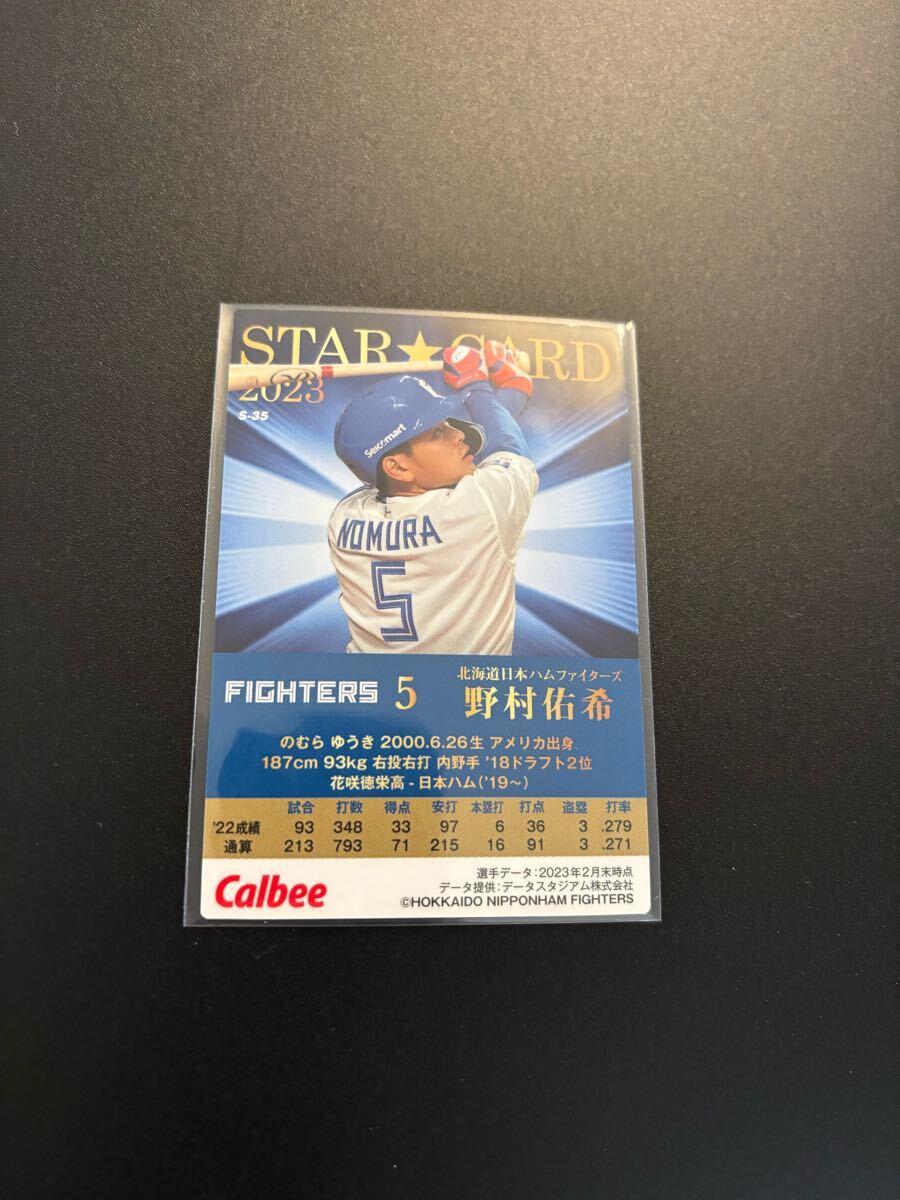 STAR★CARD
2023
S-35
Seicomart
NOMURA
5
北海道日本ハムファイターズ
FIGHTERS 5 野村佑希
のむら ゆうき 2000.6.26生 アメリカ出身
187cm 93kg 右投右打 内野手 '18ドラフト2位
花咲徳栄高-日本ハム('19～)
試合 打数 得点 安打 本塁打 打点 盗塁 打率
'22成績 93 348 33 97 6 36 3 .279
通算 213 793 71 215 16 91 3 .271
選手データ:2023年2月末時点
データ提供:データスタジアム株式会社
Calbee
©HOKKAIDO NIPPONHAM FIGHTERS